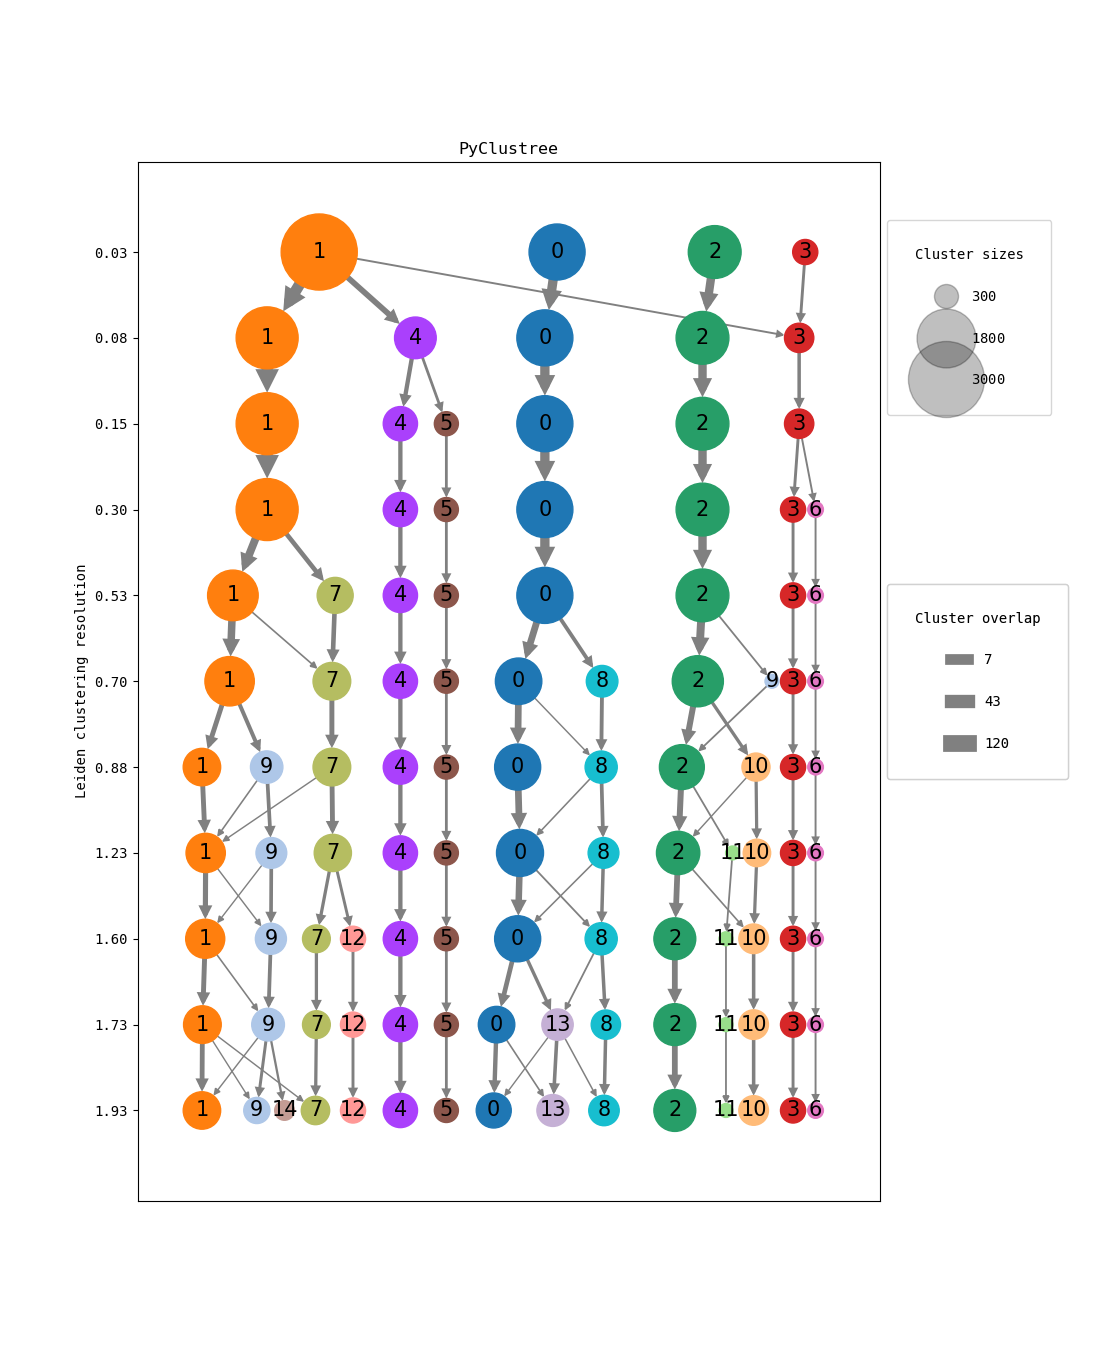 PyClustree
Leiden clustering resolution
0.03 1 0 2 3
0.08 1 4 0 2 3
0.15 1 4 5 0 2 3
0.30 1 4 5 0 2 3 6
0.53 1 7 4 5 0 2 3 6
0.70 1 7 4 5 0 8 2 9 3 6
0.88 1 9 7 4 5 0 8 2 10 3 6
1.23 1 9 7 4 5 0 8 2 11 10 3 6
1.60 1 9 7 12 4 5 0 8 2 11 10 3 6
1.73 1 9 7 12 4 5 0 13 8 2 11 10 3 6
1.93 1 9 14 7 12 4 5 0 13 8 2 11 10 3 6
Cluster sizes
300
1800
3000
Cluster overlap
7
43
120